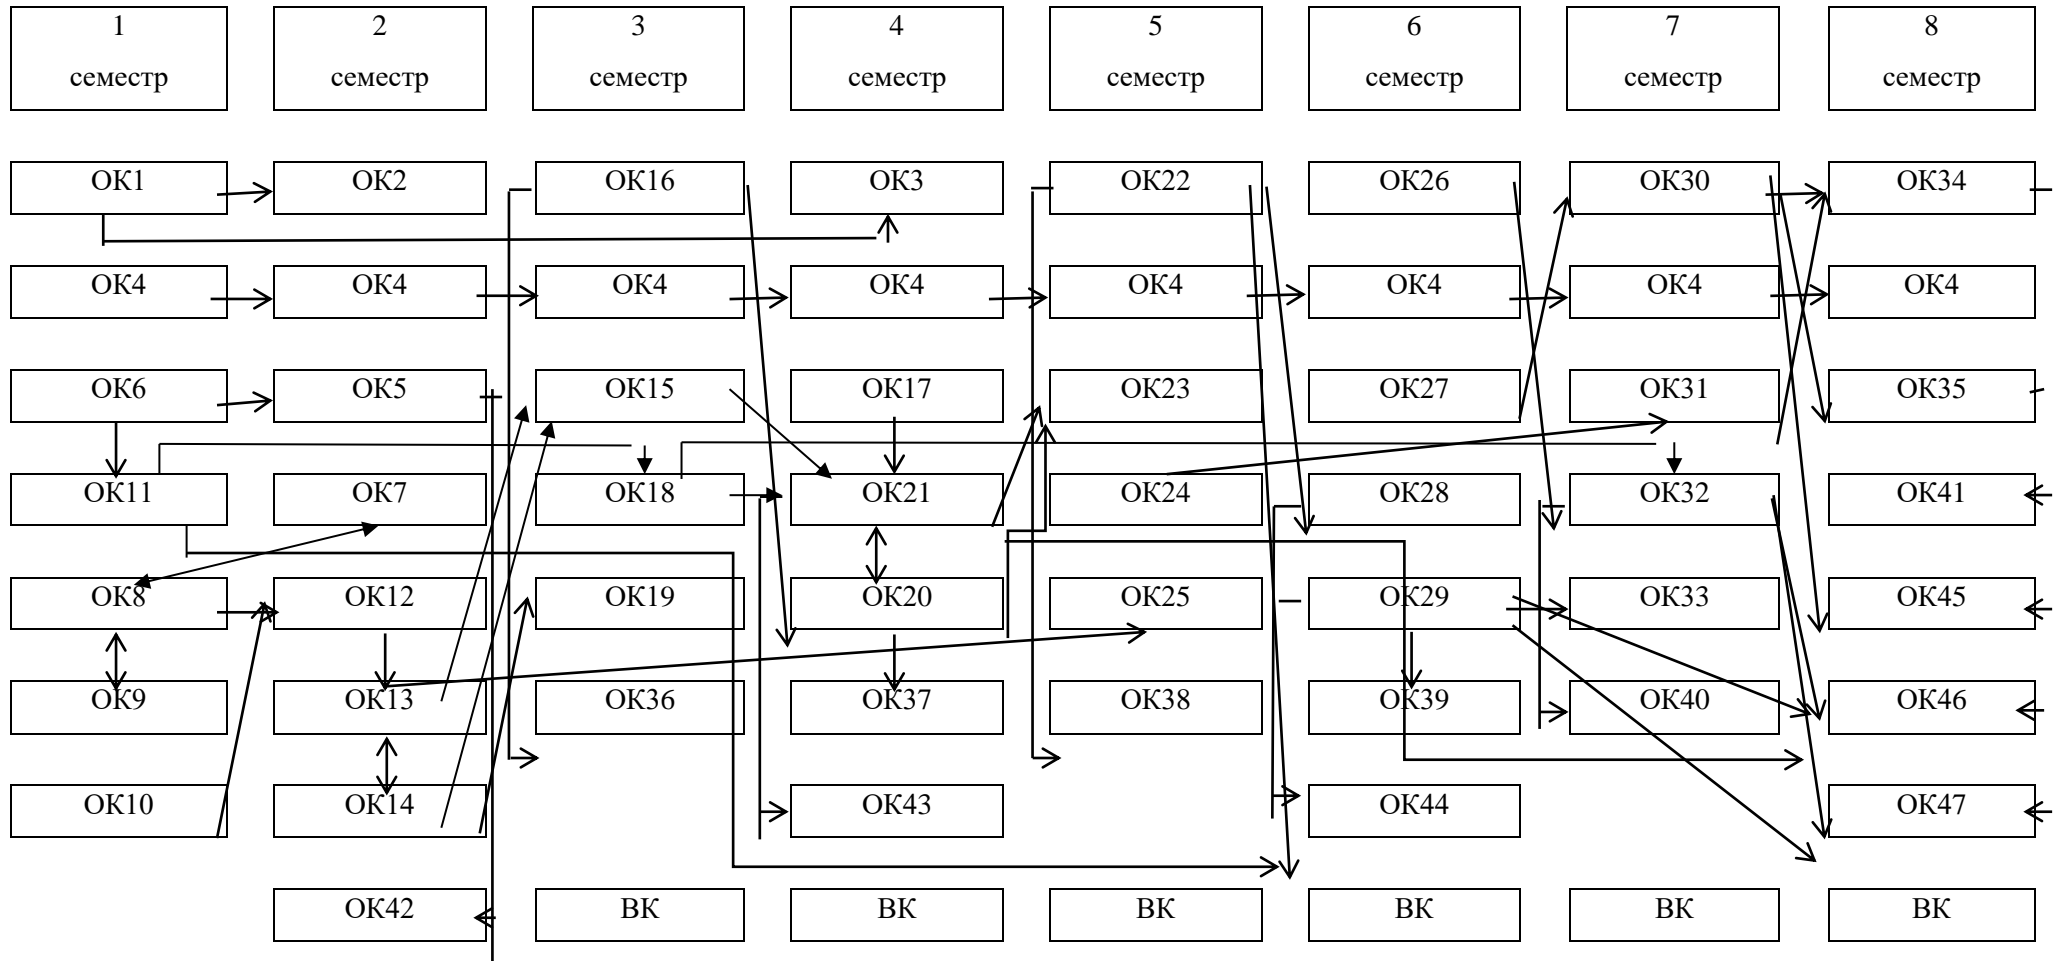 1
семестр
2
семестр
3
семестр
4
семестр
5
семестр
6
семестр
7
семестр
8
семестр
ОК1
ОК2
ОК16
ОК3
ОК22
ОК26
ОК30
ОК34
ОК4
ОК4
ОК4
ОК4
ОК4
ОК4
ОК4
ОК4
ОК6
ОК5
ОК15
ОК17
ОК23
ОК27
ОК31
ОК35
ОК11
ОК7
ОК18
ОК21
ОК24
ОК28
ОК32
ОК41
ОК8
ОК12
ОК19
ОК20
ОК25
ОК29
ОК33
ОК45
ОК9
ОК13
ОК36
ОК37
ОК38
ОК39
ОК40
ОК46
ОК10
ОК14
ОК43
ОК44
ОК47
ОК42
ВК
ВК
ВК
ВК
ВК
ВК